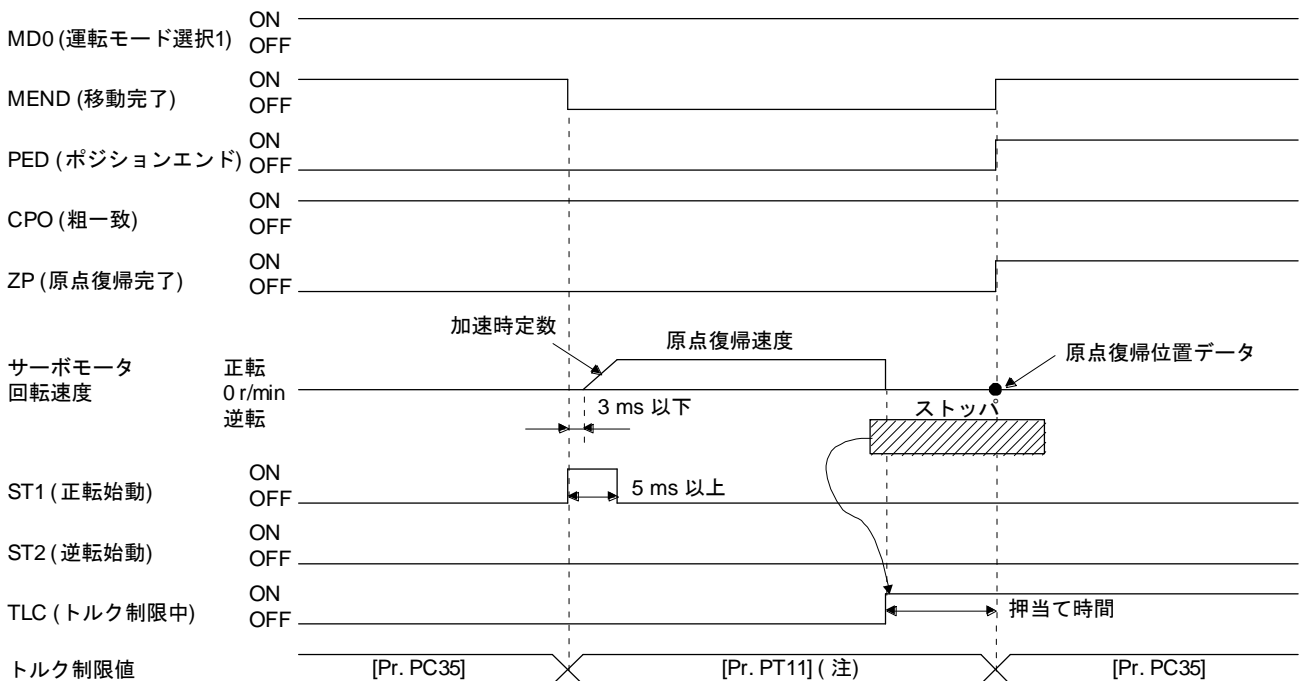 ON
MD0 (運転モード選択1)
OFF
ON
MEND (移動完了)
OFF
ON
PED (ポジションエンド)
OFF
ON
CPO (粗一致)
OFF
ON
ZP (原点復帰完了)
OFF
加速時定数
原点復帰速度
原点復帰位置データ
サーボモータ
回転速度
正転
0 r/min
逆転
3 ms 以下
ストッパ
ON
ST1 (正転始動)
OFF
5 ms 以上
ON
ST2 (逆転始動)
OFF
ON
TLC (トルク制限中)
OFF
押当て時間
トルク制限値
[Pr. PC35]
[Pr. PT11] (注)
[Pr. PC35]